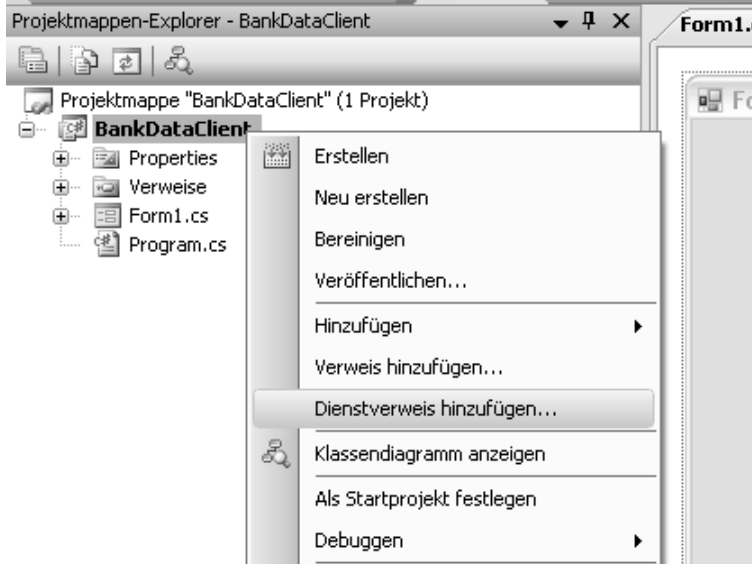 Projektmappen-Explorer - BankDataClient
Form1.
Projektmappe "BankDataClient" (1 Projekt)
BankDataClient
Properties
Verweise
Form1.cs
Program.cs
Erstellen
Neu erstellen
Bereinigen
Veröffentlichen...
Hinzufügen
Verweis hinzufügen...
Dienstverweis hinzufügen...
Klassendiagramm anzeigen
Als Startprojekt festlegen
Debuggen
Fo